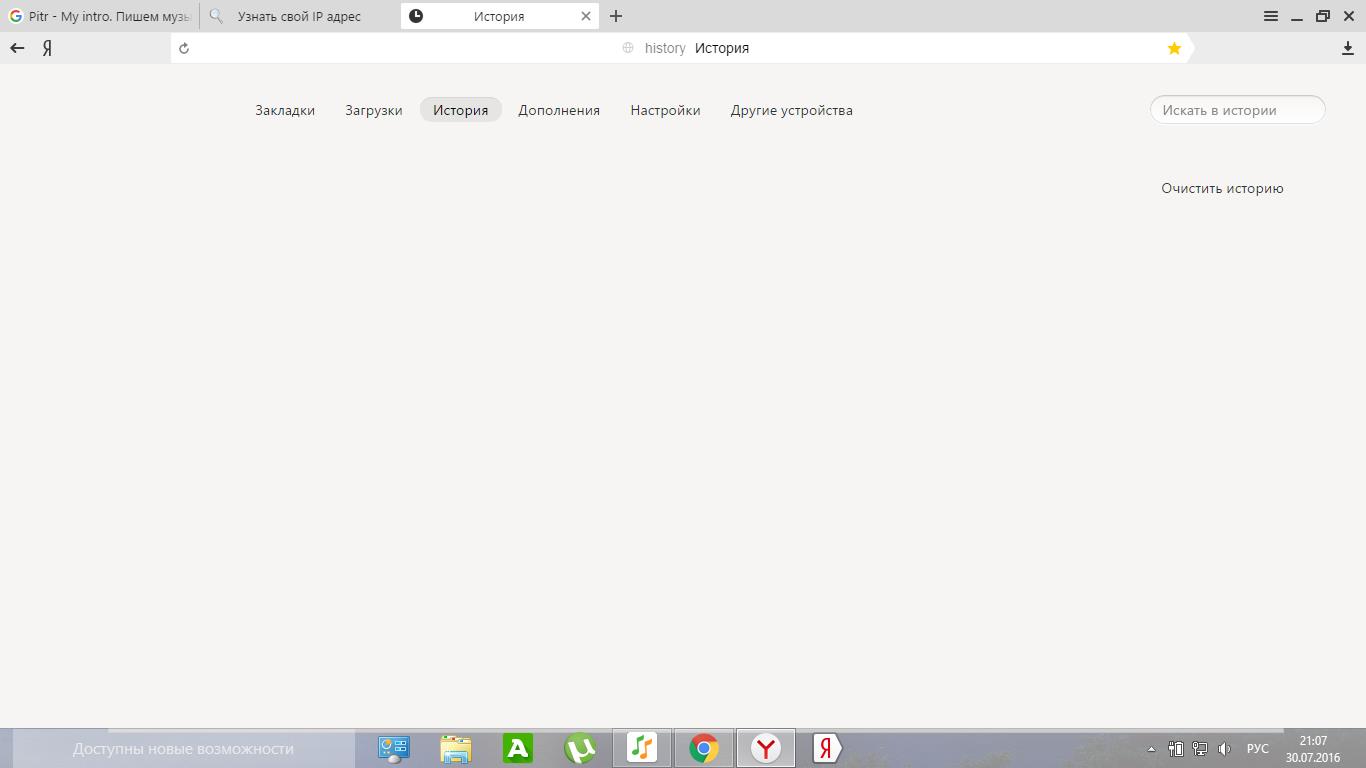 Pitr - My intro. Пишем музы
Узнать свой IP адрес
История
Я
history История
Закладки
Загрузки
История
Дополнения
Настройки
Другие устройства
Искать в истории
Очистить историю
Доступны новые возможности
РУС
21:07
30.07.2016